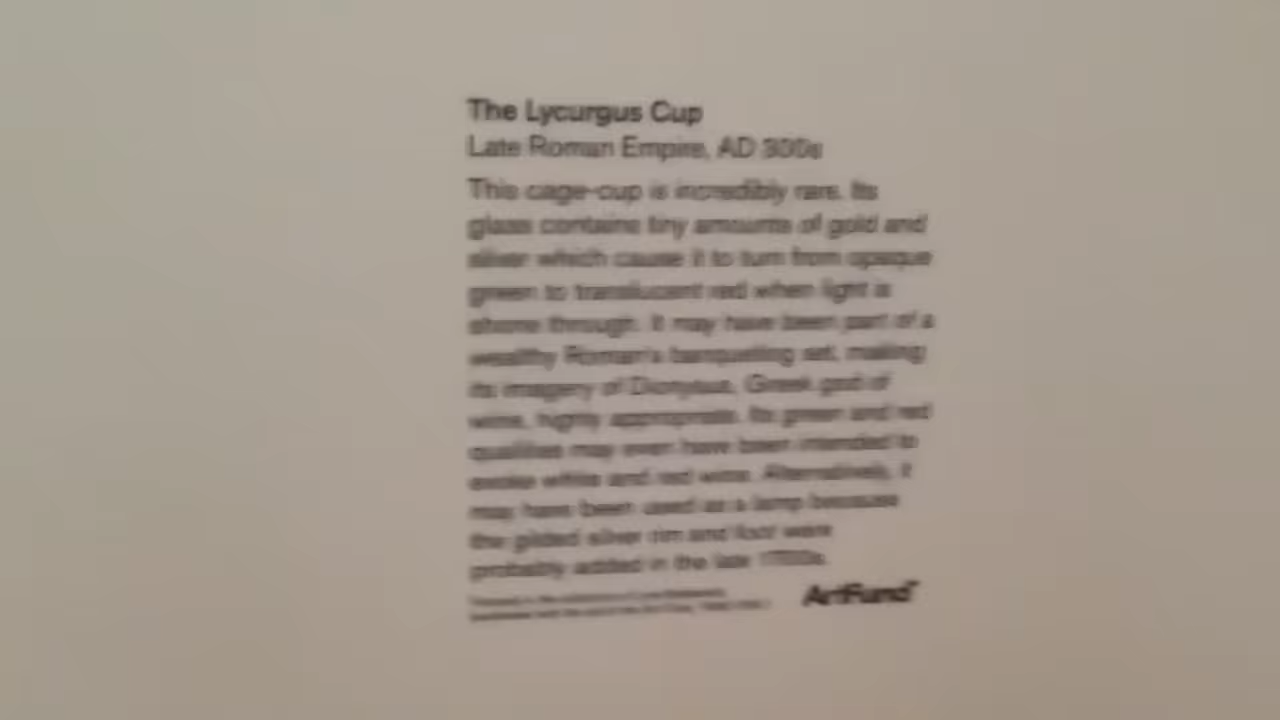 The Lycurgus Cup
Late Roman Empire, AD 300s
This cage-cup is incredibly rare. Its
glass contains tiny amounts of gold and
silver which cause it to turn from opaque
green to translucent red when light is
shone through. It may have been part of a
wealthy Roman's banqueting set, making
its imagery of Dionysus, Greek god of
wine, highly appropriate. Its green and red
qualities may even have been intended to
evoke white and red wine. Alternatively, it
may have been used as a lamp because
the gilded silver rim and foot were
probably added in the late 1700s.
ArtFund